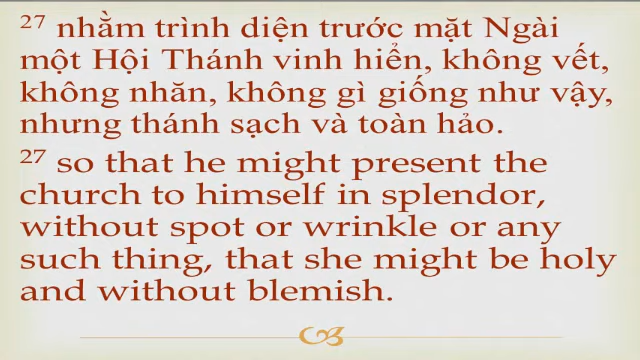 27 nhằm trình diện trước mặt Ngài
một Hội Thánh vinh hiển, không vết,
không nhăn, không gì giống như vậy,
nhưng thánh sạch và toàn hảo.
27 so that he might present the
church to himself in splendor,
without spot or wrinkle or any
such thing, that she might be holy
and without blemish.